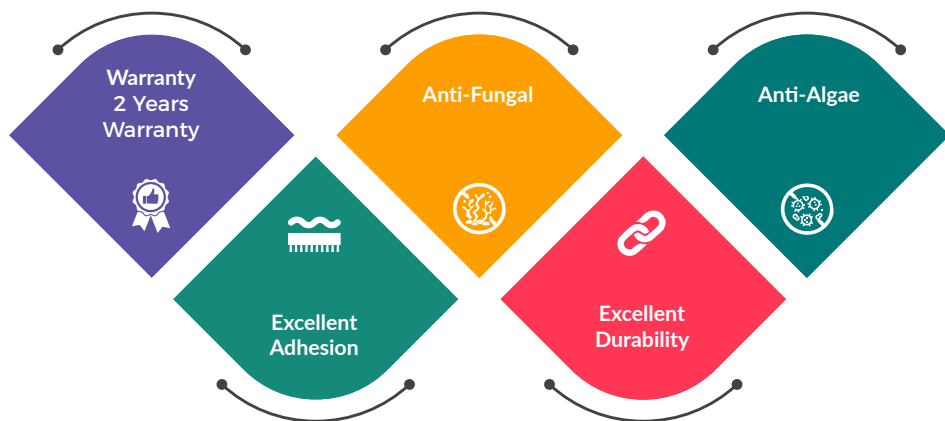 Warranty
2 Years
Warranty
Anti-Fungal
Anti-Algae
Excellent
Adhesion
Excellent
Durability